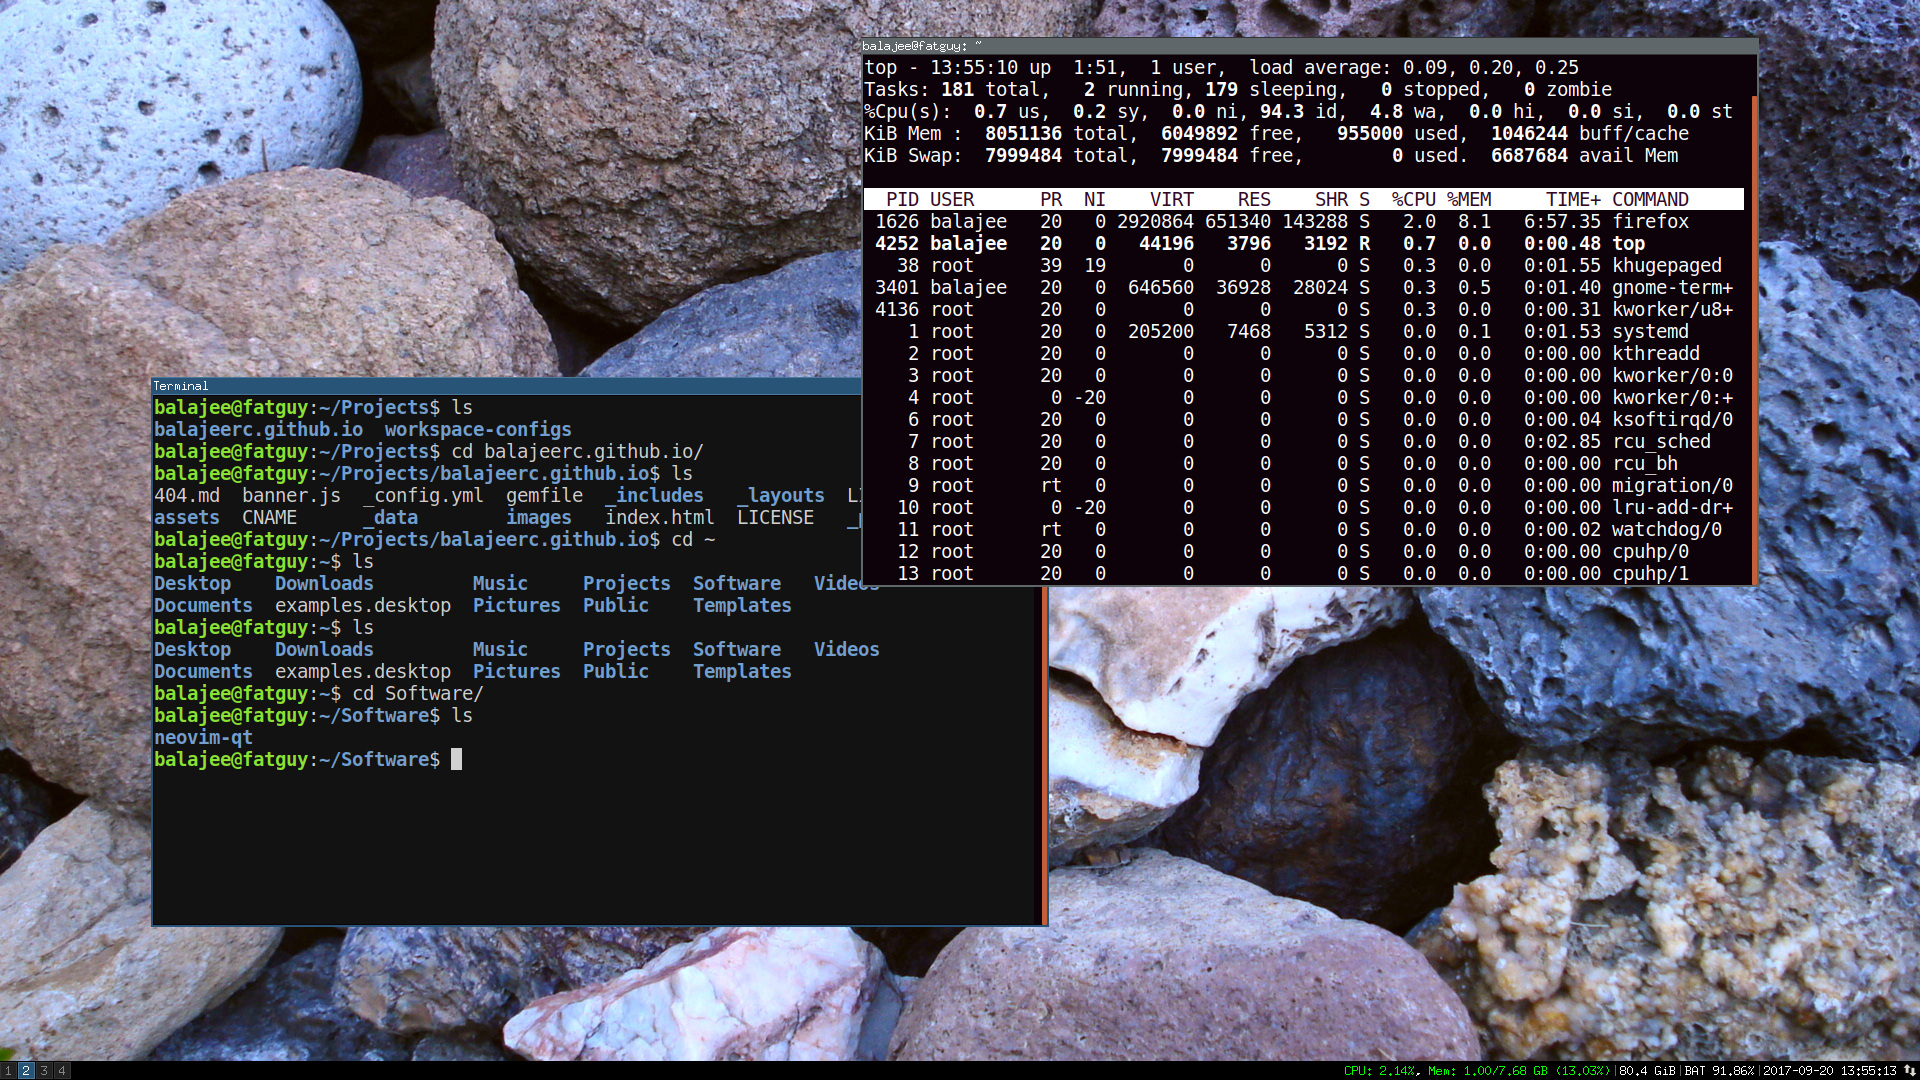 balajee@fatguy: ~
top - 13:55:10 up  1:51,  1 user,  load average: 0.09, 0.20, 0.25
Tasks: 181 total,   2 running, 179 sleeping,   0 stopped,   0 zombie
%Cpu(s):  0.7 us,  0.2 sy,  0.0 ni, 94.3 id,  4.8 wa,  0.0 hi,  0.0 si,  0.0 st
KiB Mem :  8051136 total,  6049892 free,   955000 used,  1046244 buff/cache
KiB Swap:  7999484 total,  7999484 free,        0 used.  6687684 avail Mem
PID USER      PR  NI    VIRT    RES    SHR S  %CPU %MEM     TIME+ COMMAND
1626 balajee   20   0 2920864 651340 143288 S   2.0  8.1   6:57.35 firefox
4252 balajee   20   0   44196   3796   3192 R   0.7  0.0   0:00.48 top
38 root      39  19       0      0      0 S   0.3  0.0   0:01.55 khugepaged
3401 balajee   20   0  646560  36928  28024 S   0.3  0.5   0:01.40 gnome-term+
4136 root      20   0       0      0      0 S   0.3  0.0   0:00.31 kworker/u8+
1 root      20   0  205200   7468   5312 S   0.0  0.1   0:01.53 systemd
2 root      20   0       0      0      0 S   0.0  0.0   0:00.00 kthreadd
3 root      20   0       0      0      0 S   0.0  0.0   0:00.00 kworker/0:0
4 root       0 -20       0      0      0 S   0.0  0.0   0:00.00 kworker/0:+
6 root      20   0       0      0      0 S   0.0  0.0   0:00.04 ksoftirqd/0
7 root      20   0       0      0      0 S   0.0  0.0   0:02.85 rcu_sched
8 root      20   0       0      0      0 S   0.0  0.0   0:00.00 rcu_bh
9 root      rt   0       0      0      0 S   0.0  0.0   0:00.00 migration/0
10 root       0 -20       0      0      0 S   0.0  0.0   0:00.00 lru-add-dr+
11 root      rt   0       0      0      0 S   0.0  0.0   0:00.02 watchdog/0
12 root      20   0       0      0      0 S   0.0  0.0   0:00.00 cpuhp/0
13 root      20   0       0      0      0 S   0.0  0.0   0:00.00 cpuhp/1
Terminal
balajee@fatguy:~/Projects$ ls
balajeerc.github.io  workspace-configs
balajee@fatguy:~/Projects$ cd balajeerc.github.io/
balajee@fatguy:~/Projects/balajeerc.github.io$ ls
404.md  banner.js  _config.yml  gemfile  _includes   _layouts
assets  CNAME      _data        images   index.html  LICENSE
balajee@fatguy:~/Projects/balajeerc.github.io$ cd ~
balajee@fatguy:~$ ls
Desktop    Downloads         Music     Projects  Software   Videos
Documents  examples.desktop  Pictures  Public    Templates
balajee@fatguy:~$ ls
Desktop    Downloads         Music     Projects  Software   Videos
Documents  examples.desktop  Pictures  Public    Templates
balajee@fatguy:~$ cd Software/
balajee@fatguy:~/Software$ ls
neovim-qt
balajee@fatguy:~/Software$
1 2 3 4
CPU: 2.14%, Mem: 1.00/7.68 GB (13.03%)|80.4 GiB|BAT 91.86%|2017-09-20 13:55:13